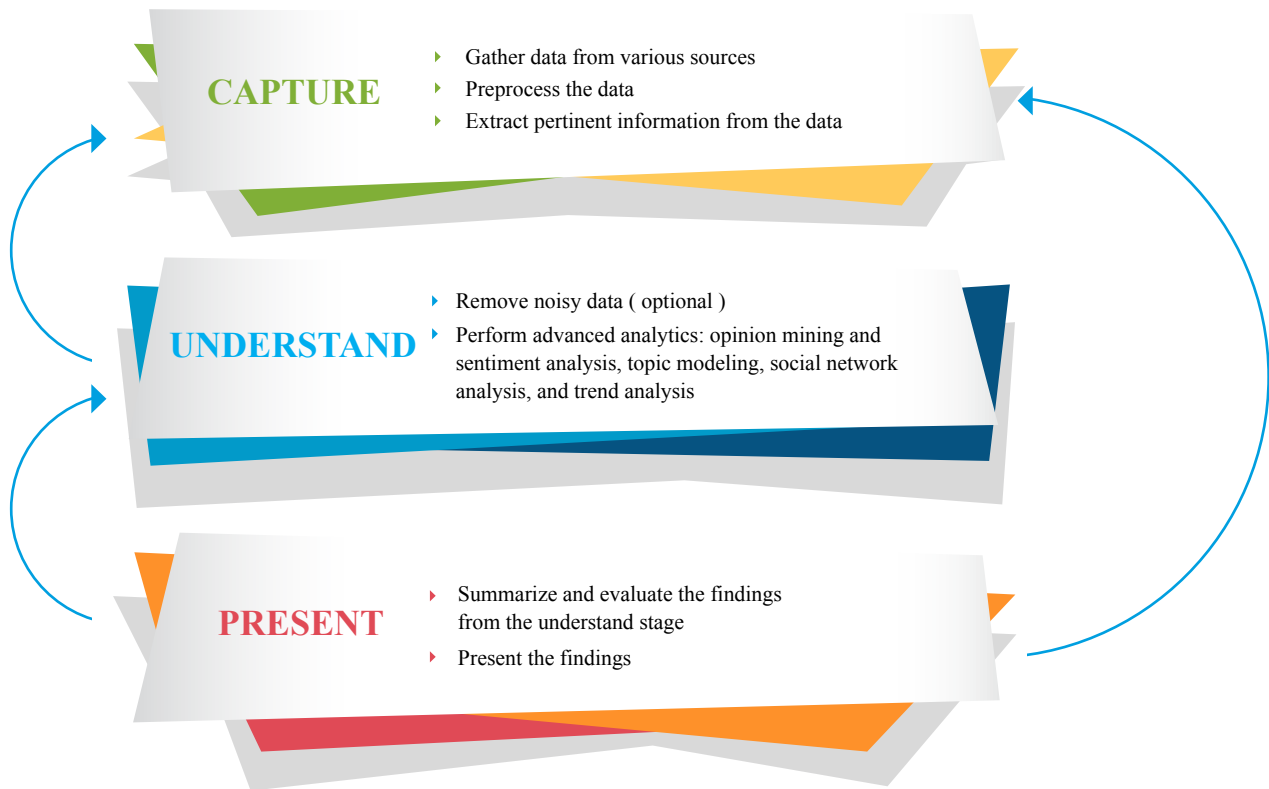 CAPTURE
Gather data from various sources
Preprocess the data
Extract pertinent information from the data
UNDERSTAND
Remove noisy data ( optional )
Perform advanced analytics: opinion mining and
sentiment analysis, topic modeling, social network
analysis, and trend analysis
PRESENT
Summarize and evaluate the findings
from the understand stage
Present the findings